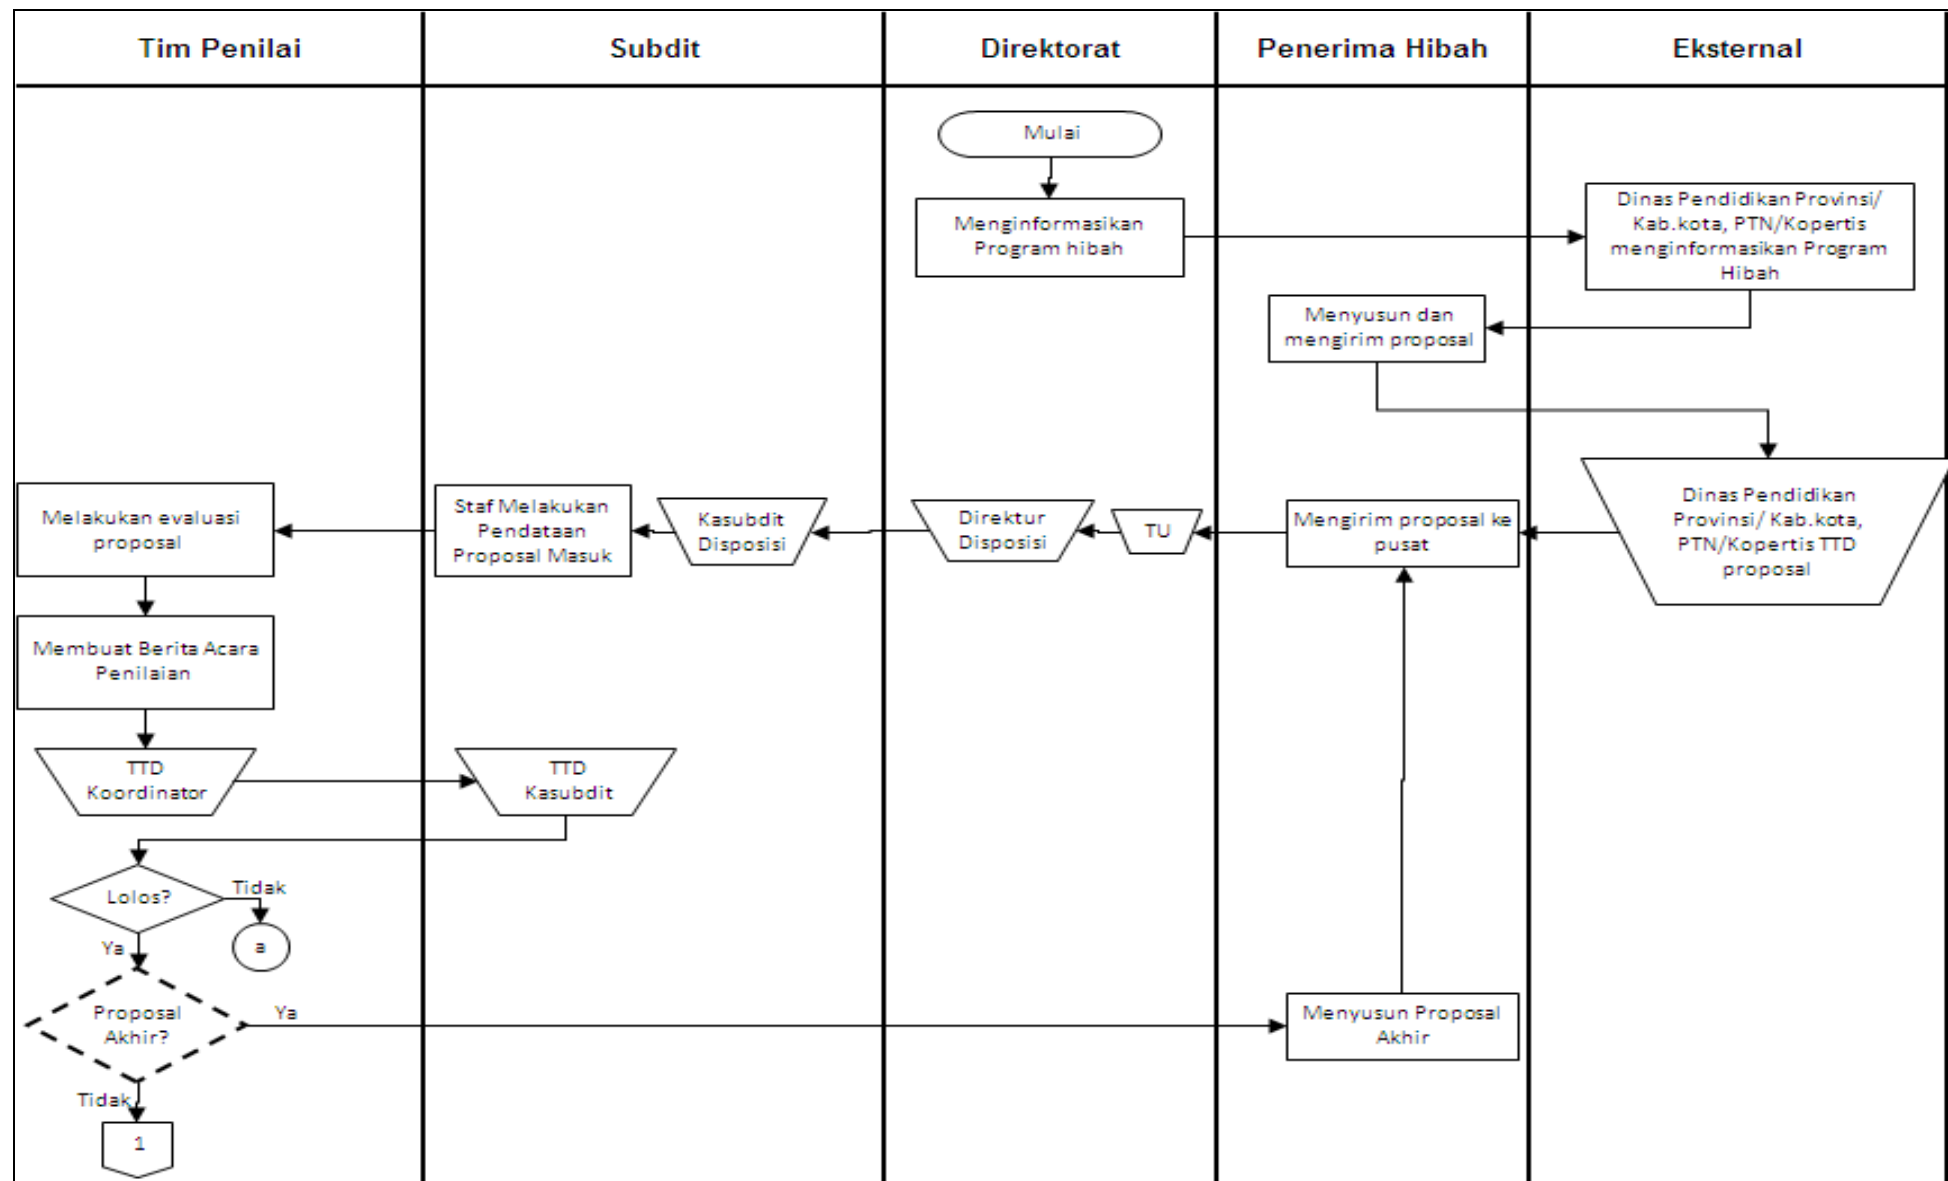 Tim Penilai
Subdit
Direktorat
Penerima Hibah
Eksternal
Mulai
Menginformasikan
Program hibah
Dinas Pendidikan Provinsi/
Kab.kota, PTN/Kopertis
menginformasikan Program
Hibah
Menyusun dan
mengirim proposal
Dinas Pendidikan
Provinsi/ Kab.kota,
PTN/Kopertis TTD
proposal
Mengirim proposal ke
pusat
TU
Direktur
Disposisi
Kasubdit
Disposisi
Staf Melakukan
Pendataan
Proposal Masuk
Melakukan evaluasi
proposal
Membuat Berita Acara
Penilaian
TTD
Koordinator
TTD
Kasubdit
Lolos?
Tidak
a
Ya
Proposal
Akhir?
Ya
Menyusun Proposal
Akhir
Tidak
1